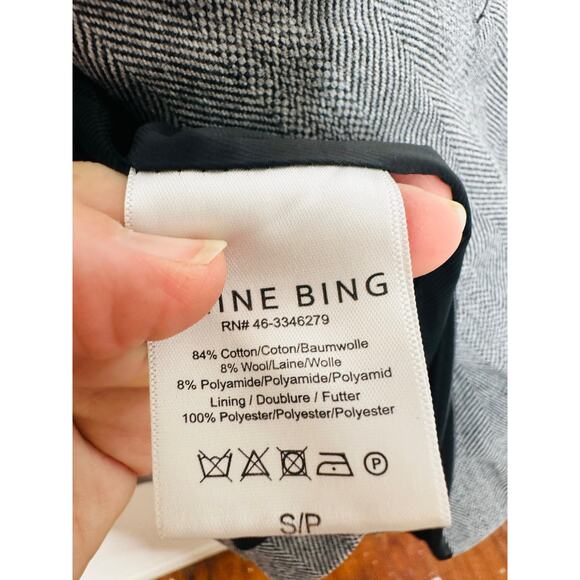 INE BING
RN# 46-3346279
84% Cotton/Coton/Baumwolle
8% Wool/Laine/Wolle
8% Polyamide/Polyamide/Polyamid
Lining / Doublure / Futter
100% Polyester/Polyester/Polyester
P
S/P